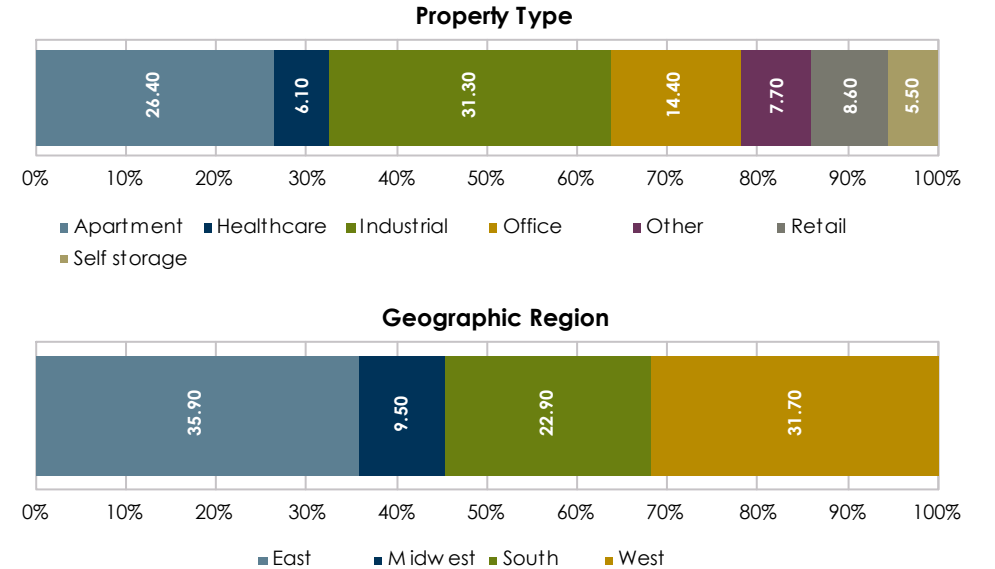 Property Type
26.40 6.10 31.30 14.40 7.70 8.60 5.50
0% 10% 20% 30% 40% 50% 60% 70% 80% 90% 100%
Apartment Healthcare Industrial Office Other Retail
Self storage
Geographic Region
35.90 9.50 22.90 31.70
0% 10% 20% 30% 40% 50% 60% 70% 80% 90% 100%
East Midwest South West